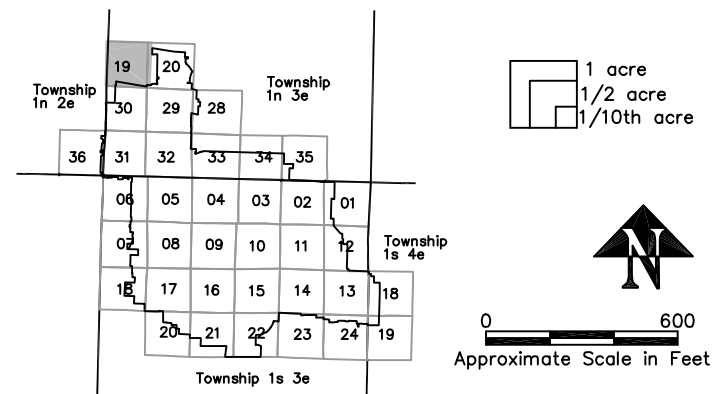 19 20
Township
1n 2e
Township
1n 3e
30 29 28
36 31 32 33 34 35
06 05 04 03 02 01
07 08 09 10 11 12
Township
1s 4e
18 17 16 15 14 13 18
20 21 22 23 24 19
Township 1s 3e
1 acre
1/2 acre
1/10th acre
N
0 600
Approximate Scale in Feet